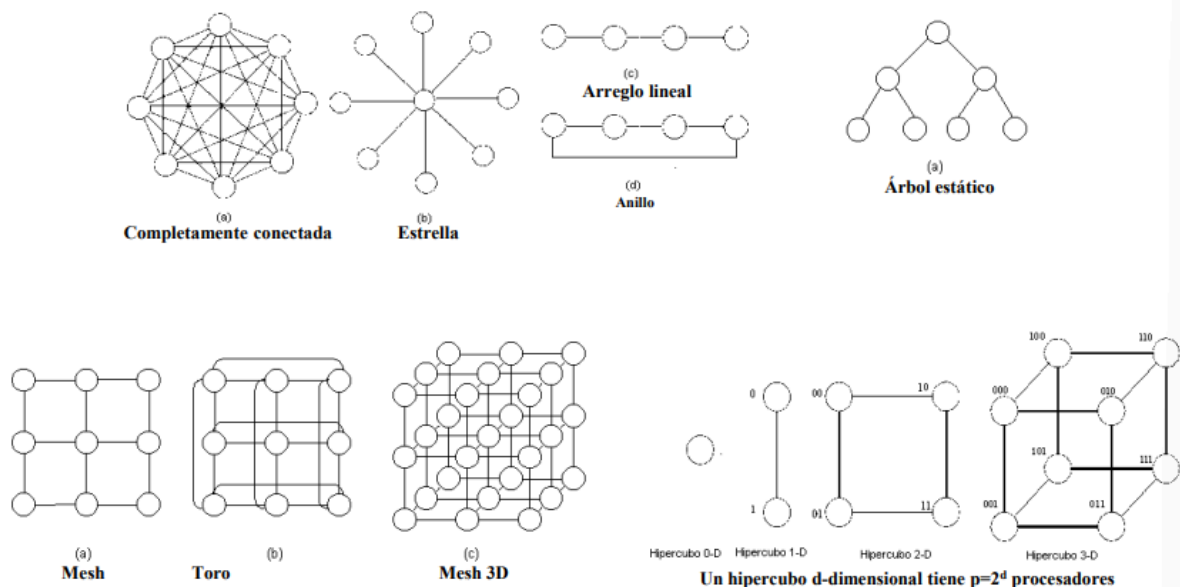 (a)
Completamente conectada
(b)
Estrella
(c)
Arreglo lineal
(d)
Anillo
(a)
Árbol estático
(a)
Mesh
(b)
Toro
(c)
Mesh 3D
0
1
00
10
01
11
100
110
000
010
101
111
001
011
Hipercubo 0-D
Hipercubo 1-D
Hipercubo 2-D
Hipercubo 3-D
Un hipercubo d-dimensional tiene p=2ᵈ procesadores